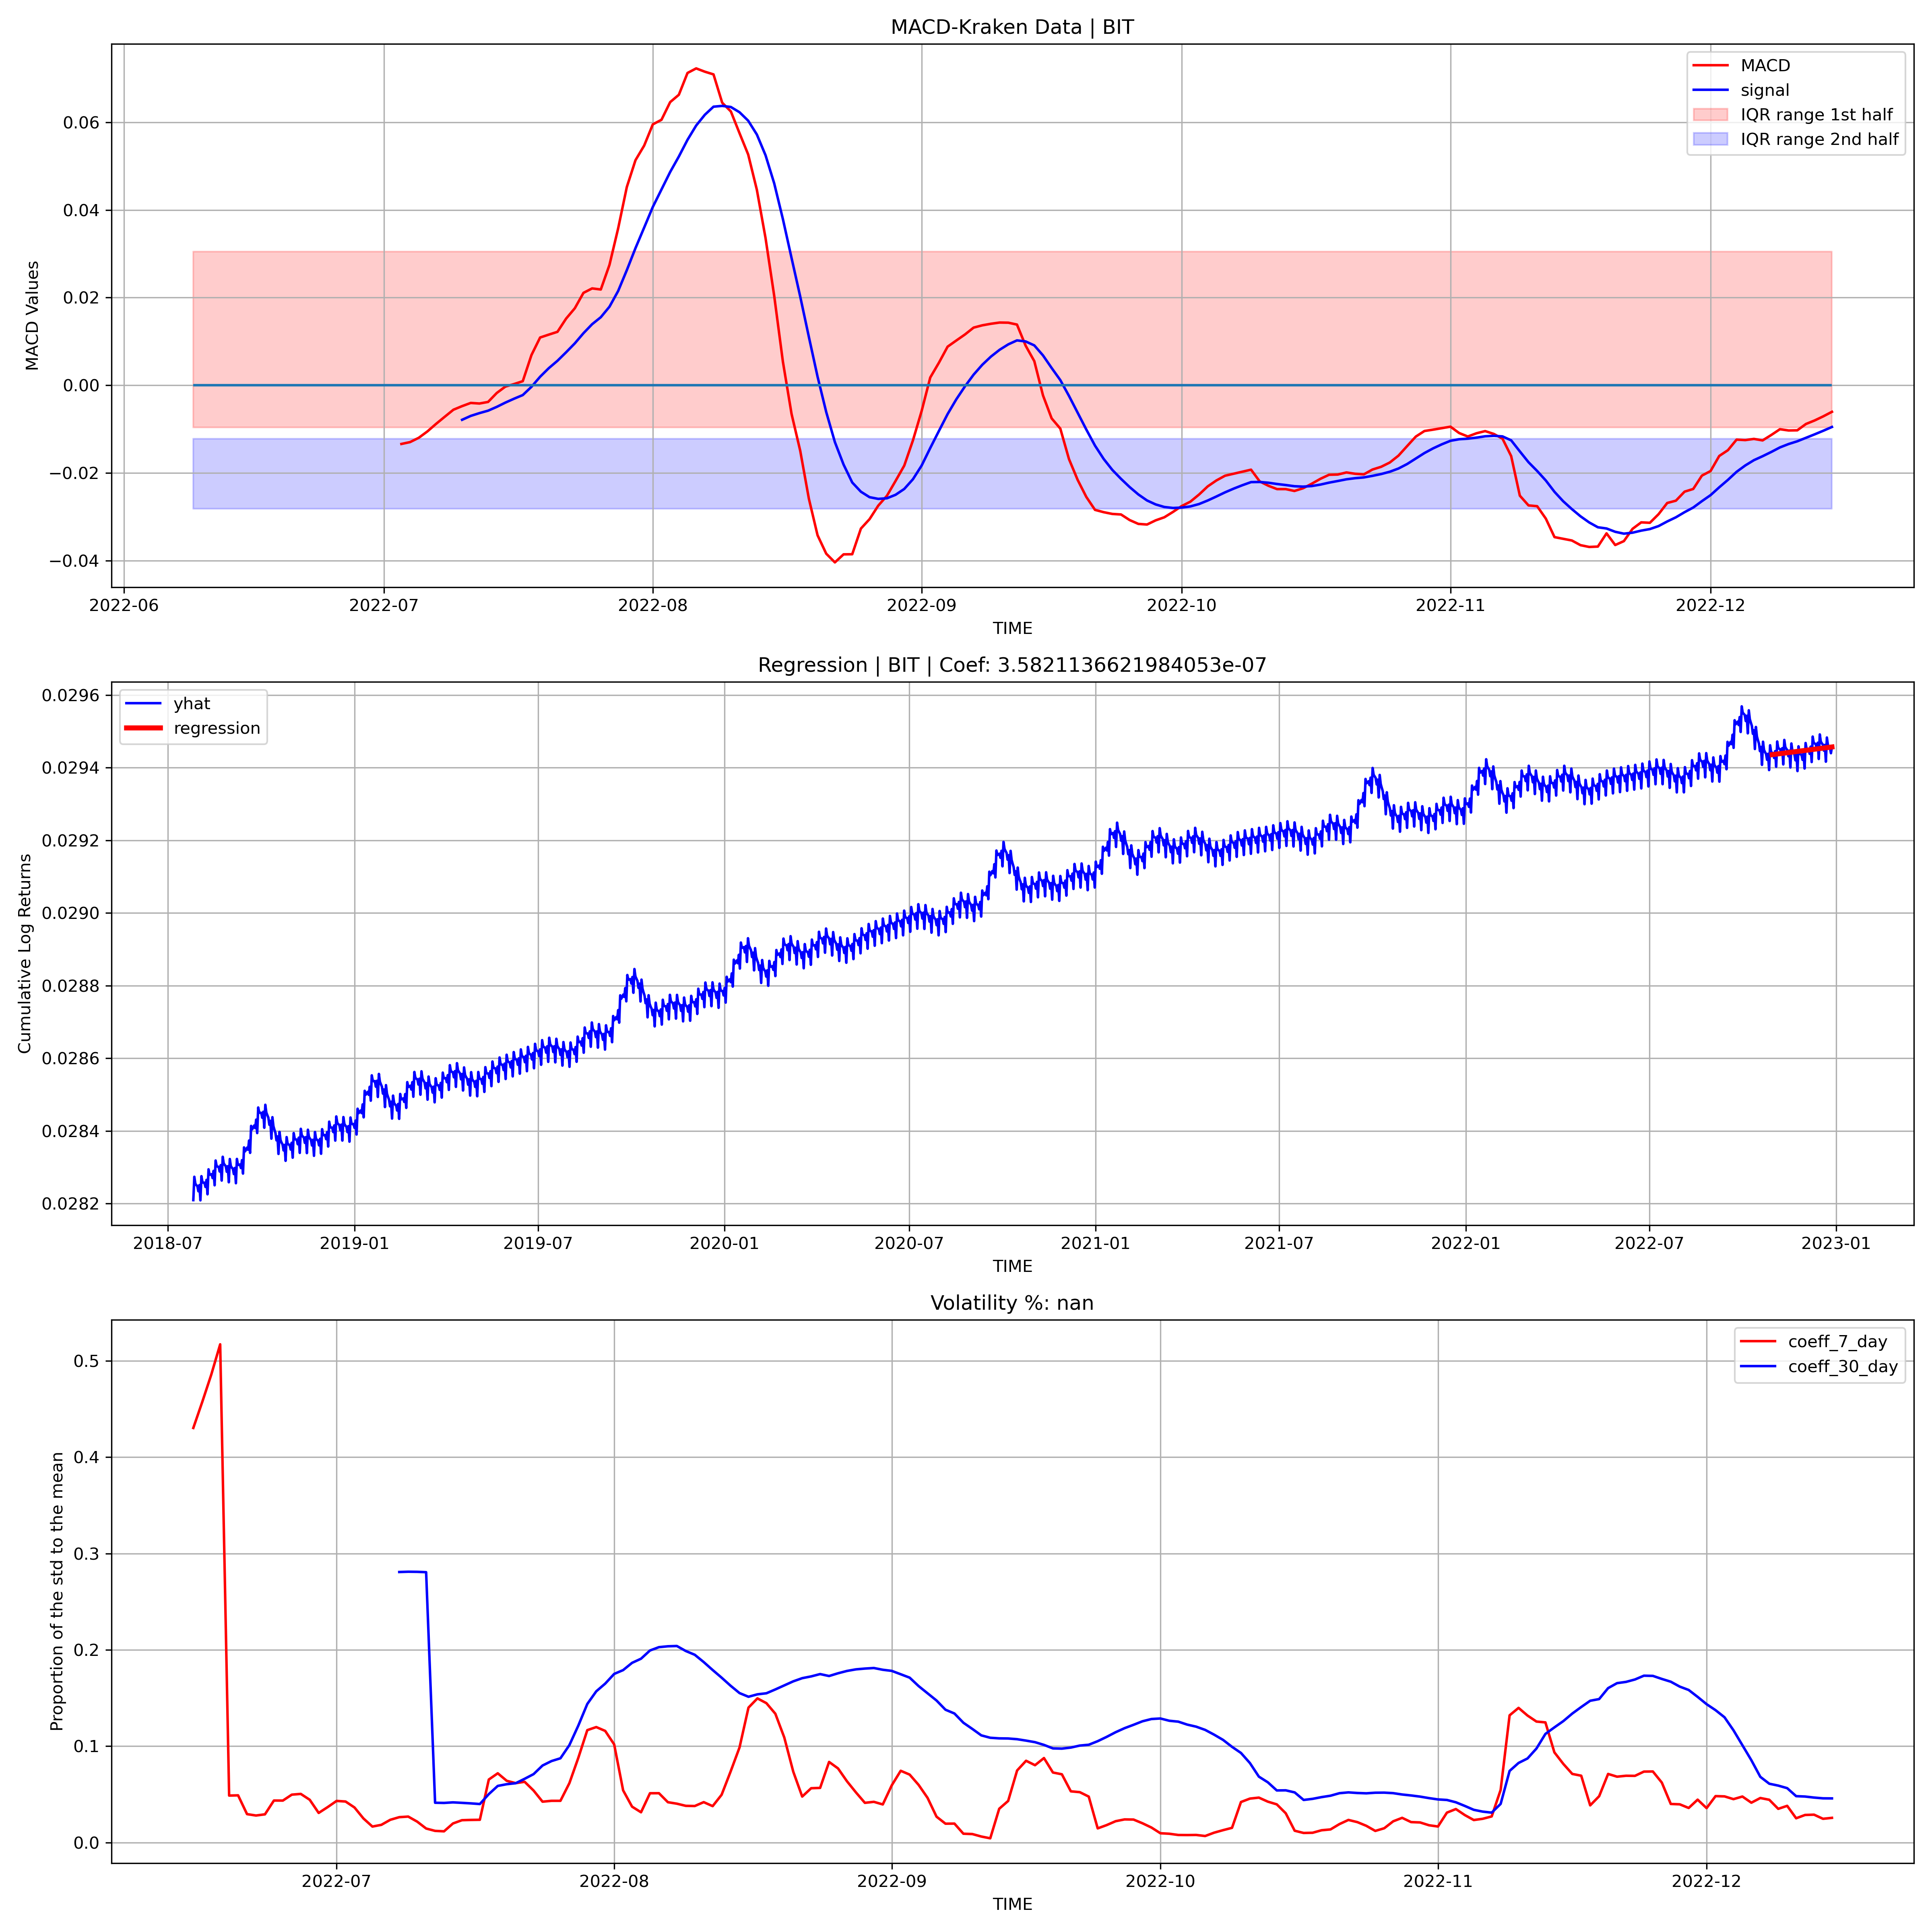 MACD-Kraken Data | BIT
MACD
signal
IQR range 1st half
IQR range 2nd half
MACD Values
0.06
0.04
0.02
0.00
−0.02
−0.04
2022-06 2022-07 2022-08 2022-09 2022-10 2022-11 2022-12
TIME
Regression | BIT | Coef: 3.5821136621984053e-07
yhat
regression
Cumulative Log Returns
0.0296
0.0294
0.0292
0.0290
0.0288
0.0286
0.0284
0.0282
2018-07 2019-01 2019-07 2020-01 2020-07 2021-01 2021-07 2022-01 2022-07 2023-01
TIME
Volatility %: nan
coeff_7_day
coeff_30_day
Proportion of the std to the mean
0.5
0.4
0.3
0.2
0.1
0.0
2022-07 2022-08 2022-09 2022-10 2022-11 2022-12
TIME